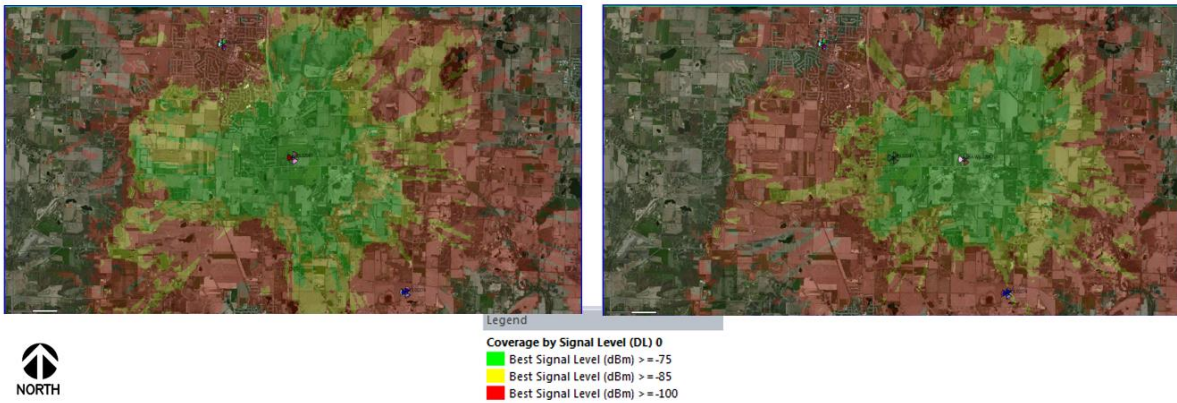 Legend
Coverage by Signal Level (DL) 0
Best Signal Level (dBm) >=-75
Best Signal Level (dBm) >=-85
Best Signal Level (dBm) >=-100
NORTH